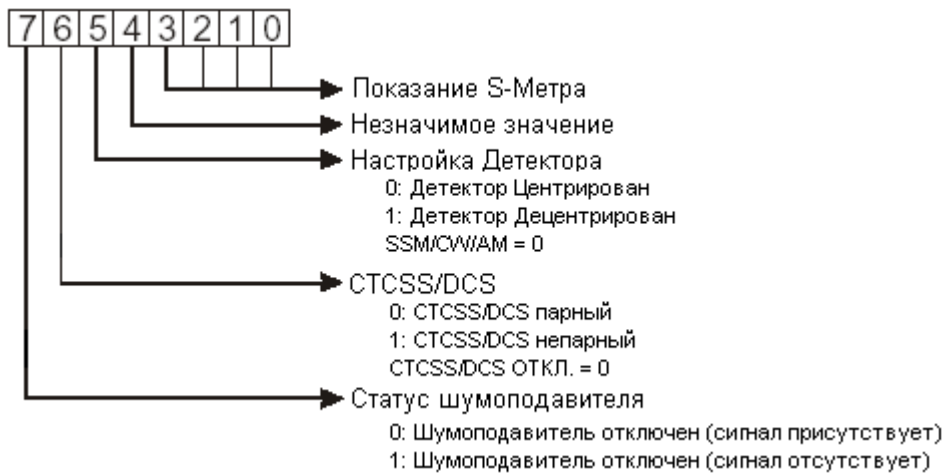 7 6 5 4 3 2 1 0
Показание S-Метра
Незначимое значение
Настройка Детектора
0: Детектор Центрирован
1: Детектор Децентрирован
SSM/CW/AM = 0
CTCSS/DCS
0: CTCSS/DCS парный
1: CTCSS/DCS непарный
CTCSS/DCS ОТКЛ. = 0
Статус шумоподавителя
0: Шумоподавитель отключен (сигнал присутствует)
1: Шумоподавитель отключен (сигнал отсутствует)